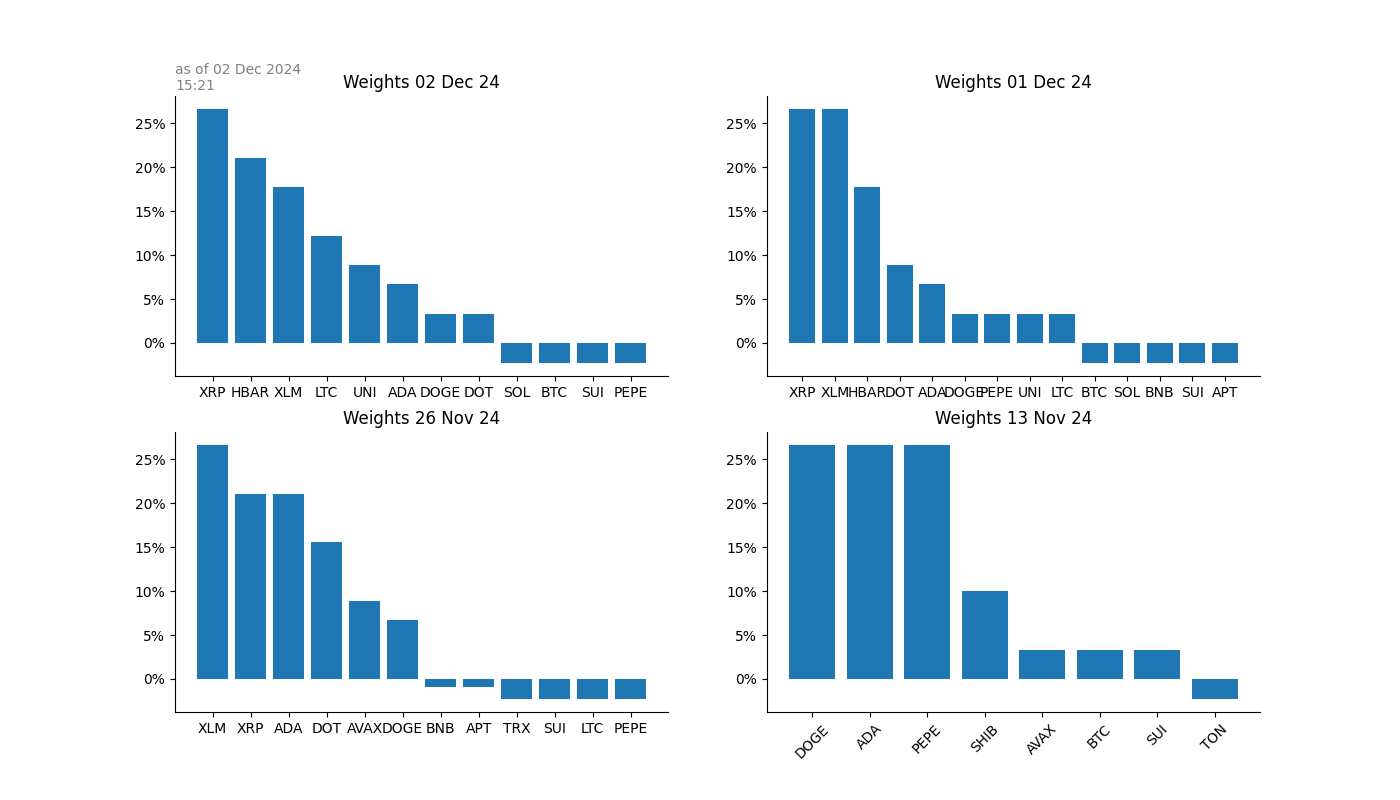 as of 02 Dec 2024
15:21
Weights 02 Dec 24
25%
20%
15%
10%
5%
0%
XRP HBAR XLM LTC UNI ADA DOGE DOT SOL BTC SUI PEPE
Weights 01 Dec 24
25%
20%
15%
10%
5%
0%
XRP XLM HBAR DOT ADA DOGE PEPE UNI LTC BTC SOL BNB SUI APT
Weights 26 Nov 24
25%
20%
15%
10%
5%
0%
XLM XRP ADA DOT AVAX DOGE BNB APT TRX SUI LTC PEPE
Weights 13 Nov 24
25%
20%
15%
10%
5%
0%
DOGE ADA PEPE SHIB AVAX BTC SUI TON